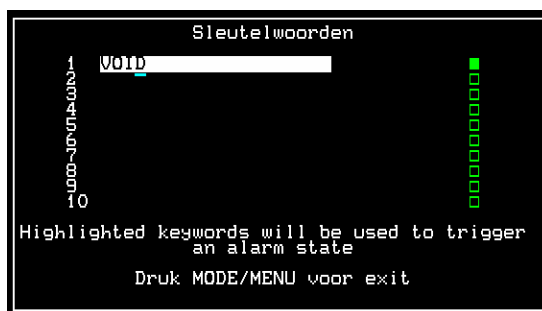 Sleutelwoorden
1 VOID
2
3
4
5
6
7
8
9
10
Highlighted keywords will be used to trigger
an alarm state
Druk MODE/MENU voor exit